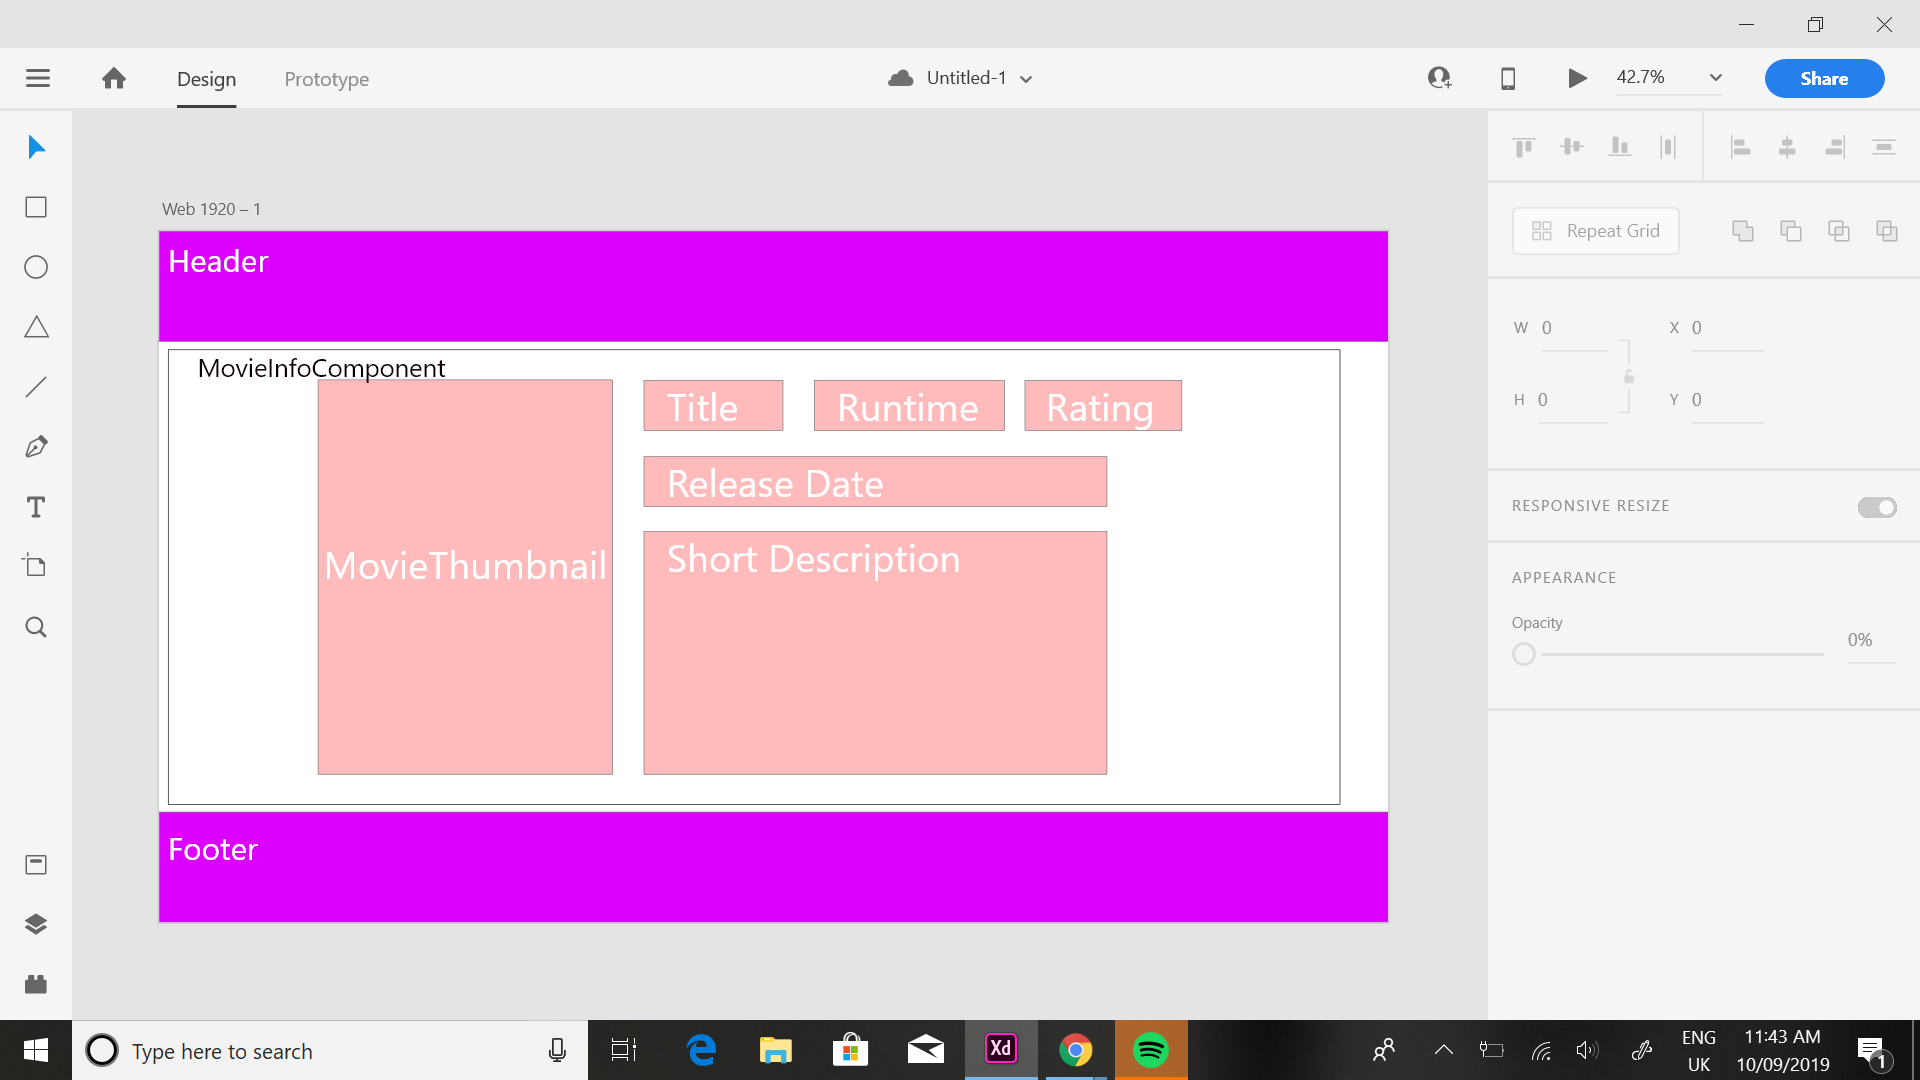 Design
Prototype
Untitled-1
42.7%
Share
Web 1920 – 1
Header
MovieInfoComponent
MovieThumbnail
Title
Runtime
Rating
Release Date
Short Description
Footer
Repeat Grid
W 0
X 0
H 0
Y 0
RESPONSIVE RESIZE
APPEARANCE
Opacity
0%
Type here to search
Xd
ENG
UK
11:43 AM
10/09/2019
1